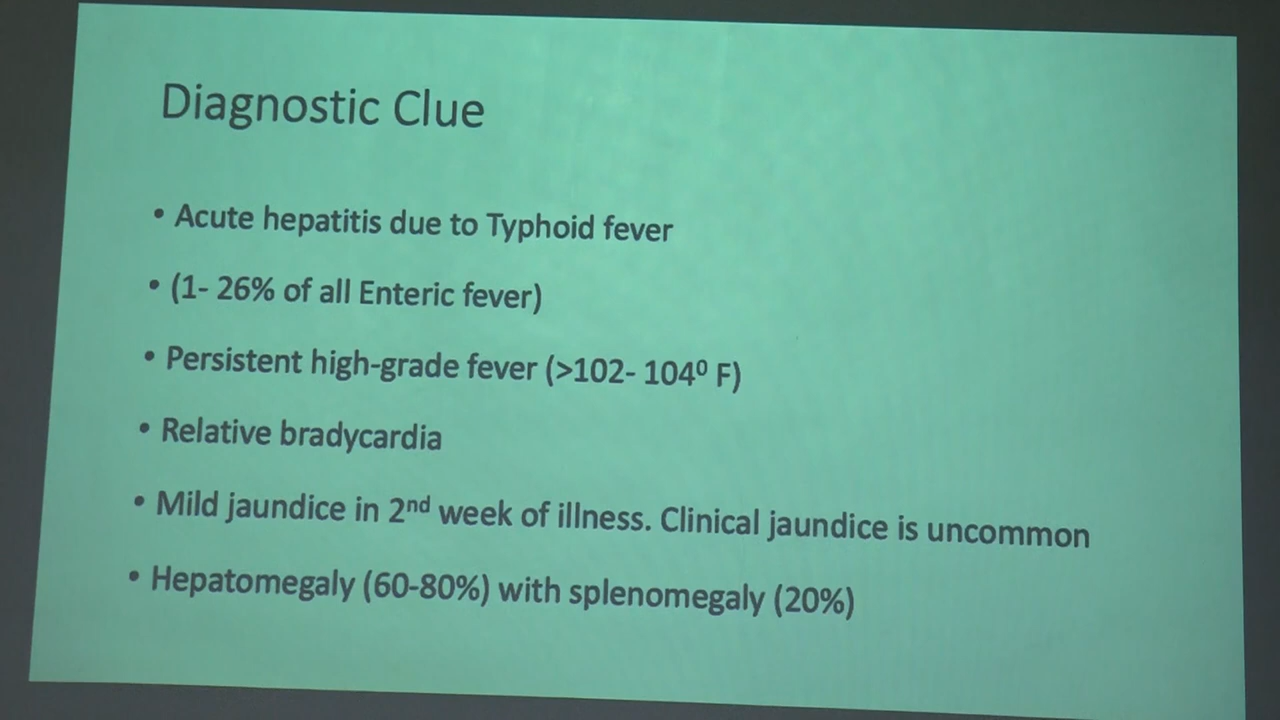 Diagnostic Clue
• Acute hepatitis due to Typhoid fever
• (1- 26% of all Enteric fever)
• Persistent high-grade fever (>102- 104⁰ F)
• Relative bradycardia
• Mild jaundice in 2ⁿᵈ week of illness. Clinical jaundice is uncommon
• Hepatomegaly (60-80%) with splenomegaly (20%)